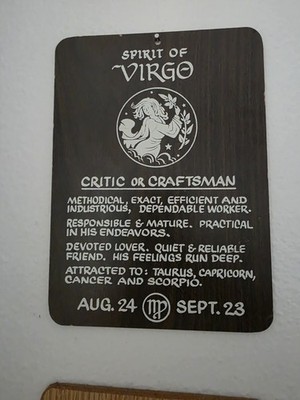 SPIRIT OF
VIRGO
CRITIC OR CRAFTSMAN
METHODICAL, EXACT, EFFICIENT AND
INDUSTRIOUS, DEPENDABLE WORKER.
RESPONSIBLE & MATURE. PRACTICAL
IN HIS ENDEAVORS.
DEVOTED LOVER. QUIET & RELIABLE
FRIEND. HIS FEELINGS RUN DEEP.
ATTRACTED TO: TAURUS, CAPRICORN,
CANCER AND SCORPIO.
AUG. 24 ♍ SEPT. 23